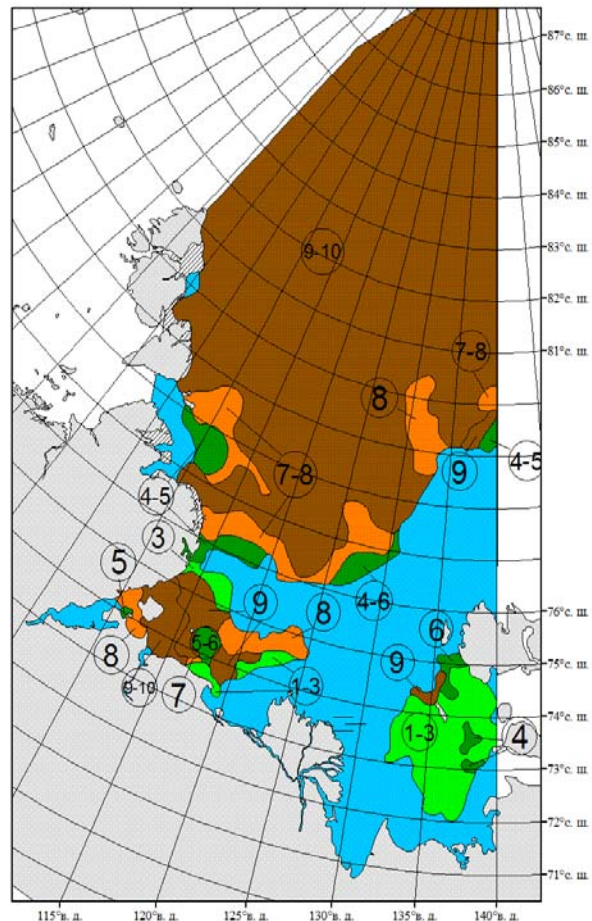 87°с. ш.
86°с. ш.
85°с. ш.
84°с. ш.
83°с. ш.
9-10
82°с. ш.
81°с. ш.
7-8
8
9
4-5
7-8
4-5
3
5
9
8
4-6
76°с. ш.
6
75°с. ш.
5-6
8
9
9-10
7
1-3
74°с. ш.
1-3
4
73°с. ш.
72°с. ш.
71°с. ш.
115°в. д. 120°в. д. 125°в. д. 130°в. д. 135°в. д. 140°в. д.